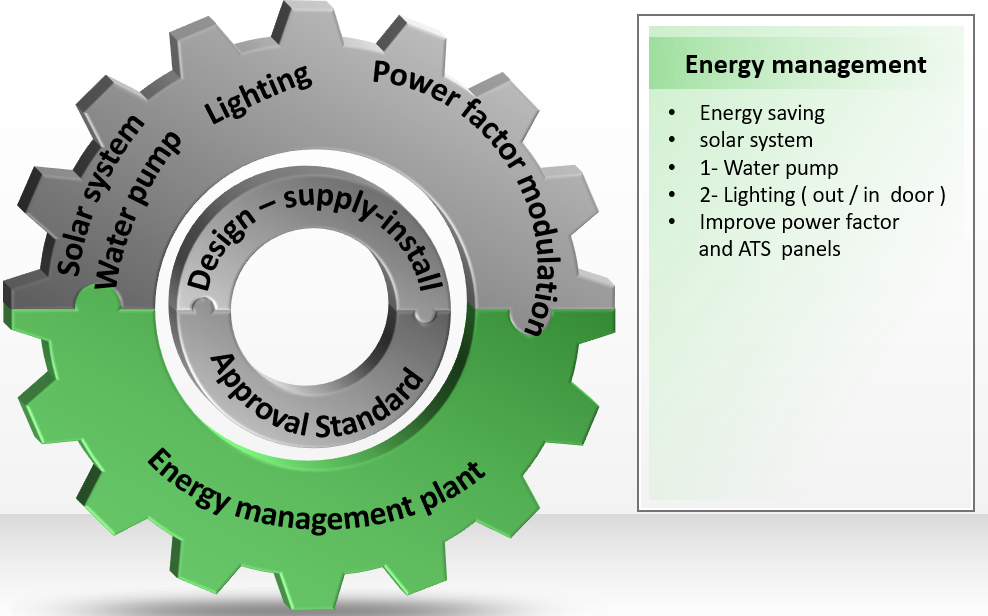 Solar system
Water pump
Lighting
Power factor modulation
Design – supply-install
Approval Standard
Energy management plant
Energy management
• Energy saving
• solar system
• 1- Water pump
• 2- Lighting ( out / in door )
• Improve power factor
and ATS panels